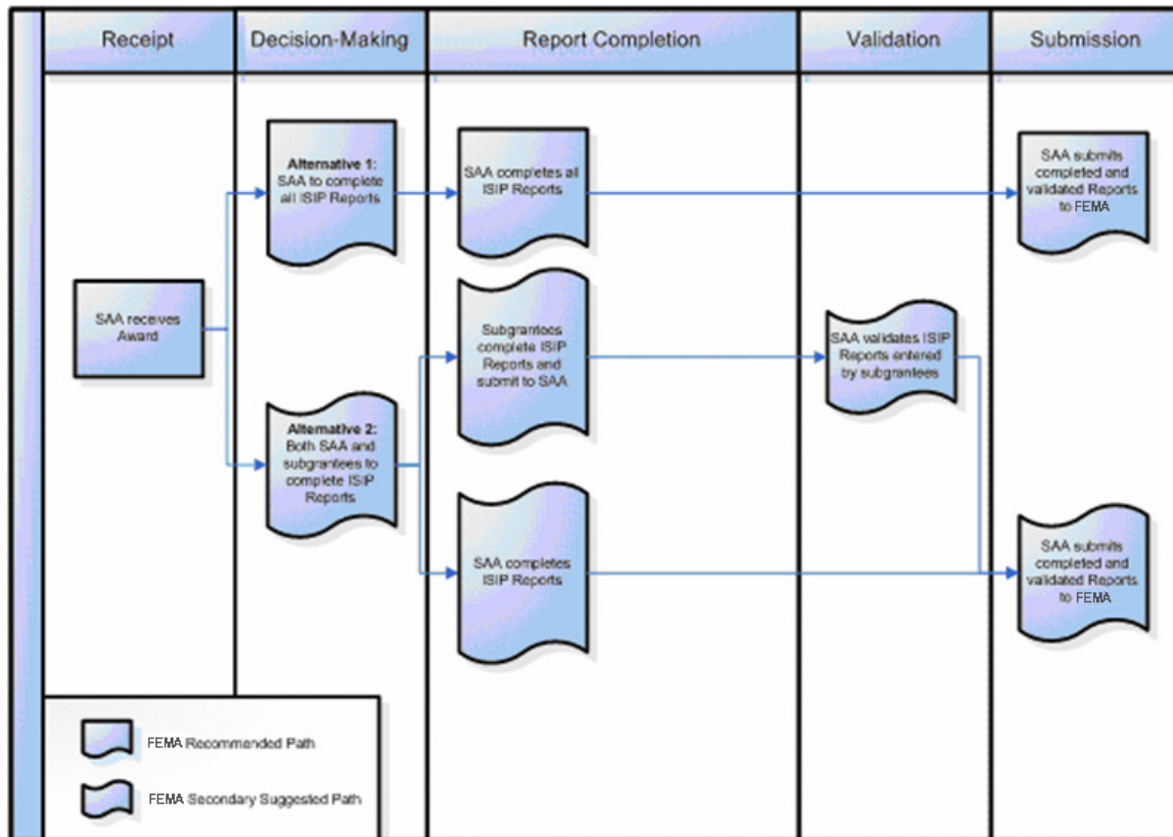 Receipt
Decision-Making
Report Completion
Validation
Submission
Alternative 1:
SAA to complete
all ISIP Reports
SAA completes all
ISIP Reports
SAA submits
completed and
validated Reports
to FEMA
SAA receives
Award
Subgrantees
complete ISIP
Reports and
submit to SAA
SAA validates ISIP
Reports entered
by subgrantees
Alternative 2:
Both SAA and
subgrantees to
complete ISIP
Reports
SAA completes
ISIP Reports
SAA submits
completed and
validated Reports
to FEMA
FEMA Recommended Path
FEMA Secondary Suggested Path